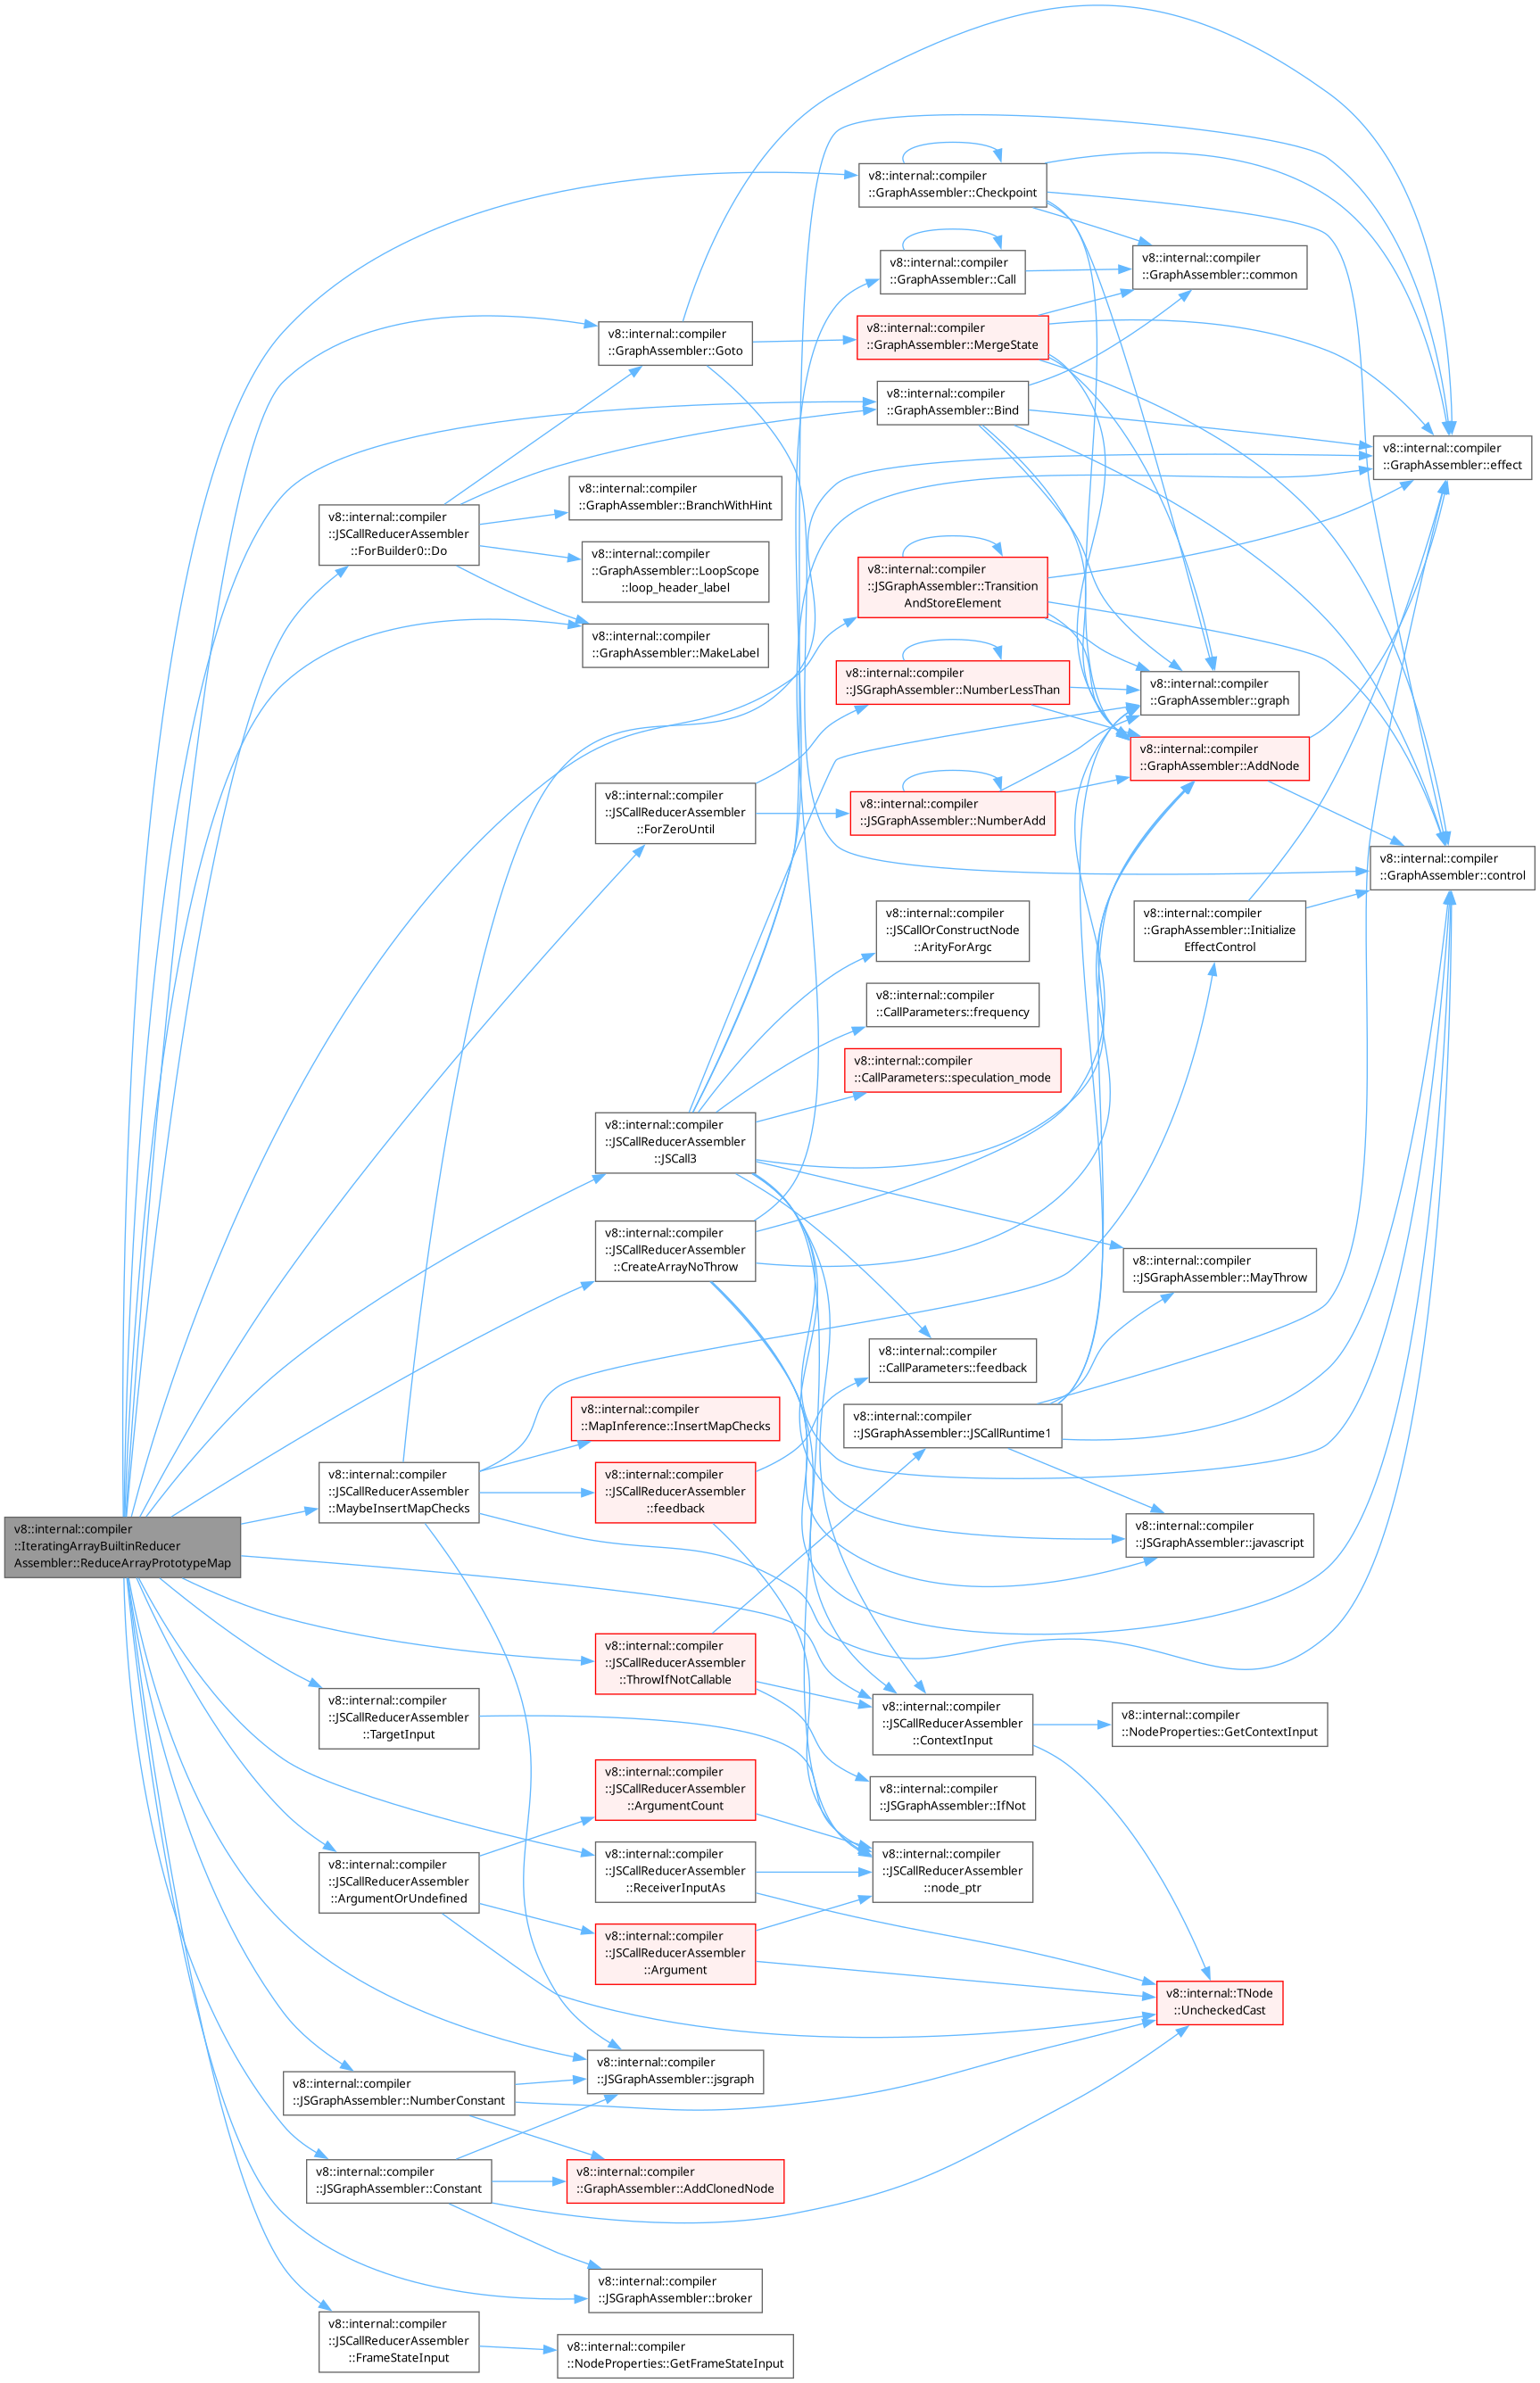 v8::internal::compiler
::IteratingArrayBuiltinReducer
Assembler::ReduceArrayPrototypeMap
v8::internal::compiler
::JSCallReducerAssembler
::ForBuilder0::Do
v8::internal::compiler
::JSCallReducerAssembler
::MaybeInsertMapChecks
v8::internal::compiler
::JSCallReducerAssembler
::TargetInput
v8::internal::compiler
::JSCallReducerAssembler
::ArgumentOrUndefined
v8::internal::compiler
::JSGraphAssembler::NumberConstant
v8::internal::compiler
::JSGraphAssembler::Constant
v8::internal::compiler
::JSCallReducerAssembler
::FrameStateInput
v8::internal::compiler
::GraphAssembler::Goto
v8::internal::compiler
::GraphAssembler::BranchWithHint
v8::internal::compiler
::GraphAssembler::LoopScope
::loop_header_label
v8::internal::compiler
::GraphAssembler::MakeLabel
v8::internal::compiler
::JSCallReducerAssembler
::ForZeroUntil
v8::internal::compiler
::JSCallReducerAssembler
::JSCall3
v8::internal::compiler
::JSCallReducerAssembler
::CreateArrayNoThrow
v8::internal::compiler
::MapInference::InsertMapChecks
v8::internal::compiler
::JSCallReducerAssembler
::feedback
v8::internal::compiler
::JSCallReducerAssembler
::ThrowIfNotCallable
v8::internal::compiler
::JSCallReducerAssembler
::ArgumentCount
v8::internal::compiler
::JSCallReducerAssembler
::ReceiverInputAs
v8::internal::compiler
::JSCallReducerAssembler
::Argument
v8::internal::compiler
::JSGraphAssembler::jsgraph
v8::internal::compiler
::GraphAssembler::AddClonedNode
v8::internal::compiler
::JSGraphAssembler::broker
v8::internal::compiler
::NodeProperties::GetFrameStateInput
v8::internal::compiler
::GraphAssembler::Checkpoint
v8::internal::compiler
::GraphAssembler::Call
v8::internal::compiler
::GraphAssembler::MergeState
v8::internal::compiler
::GraphAssembler::Bind
v8::internal::compiler
::JSGraphAssembler::Transition
AndStoreElement
v8::internal::compiler
::JSGraphAssembler::NumberLessThan
v8::internal::compiler
::JSGraphAssembler::NumberAdd
v8::internal::compiler
::JSCallOrConstructNode
::ArityForArgc
v8::internal::compiler
::CallParameters::frequency
v8::internal::compiler
::CallParameters::speculation_mode
v8::internal::compiler
::CallParameters::feedback
v8::internal::compiler
::JSGraphAssembler::JSCallRuntime1
v8::internal::compiler
::JSCallReducerAssembler
::ContextInput
v8::internal::compiler
::JSGraphAssembler::IfNot
v8::internal::compiler
::JSCallReducerAssembler
::node_ptr
v8::internal::compiler
::GraphAssembler::common
v8::internal::compiler
::GraphAssembler::graph
v8::internal::compiler
::GraphAssembler::AddNode
v8::internal::compiler
::GraphAssembler::Initialize
EffectControl
v8::internal::compiler
::JSGraphAssembler::MayThrow
v8::internal::compiler
::JSGraphAssembler::javascript
v8::internal::compiler
::NodeProperties::GetContextInput
v8::internal::TNode
::UncheckedCast
v8::internal::compiler
::GraphAssembler::effect
v8::internal::compiler
::GraphAssembler::control